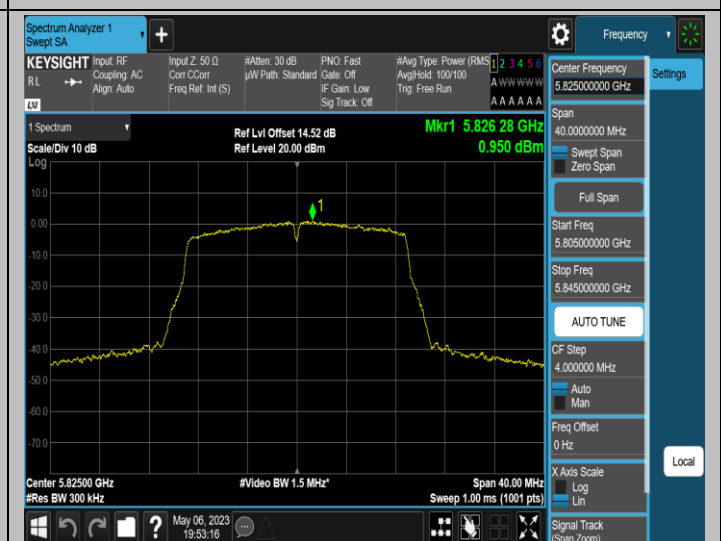 Spectrum Analyzer 1
Swept SA
+
Frequency
KEYSIGHT
RL
LXI
Input: RF
Coupling: AC
Align: Auto
Input Z: 50 Ω
Corr CCorr
Freq Ref: Int (S)
#Atten: 30 dB
µW Path: Standard
PNO: Fast
Gate: Off
IF Gain: Low
Sig Track: Off
#Avg Type: Power (RMS
Avg|Hold: 100/100
Trig: Free Run
1 2 3 4 5 6
A W W W W W
A A A A A A
1 Spectrum
Scale/Div 10 dB
Log
Ref Lvl Offset 14.52 dB
Ref Level 20.00 dBm
Mkr1 5.826 28 GHz
0.950 dBm
10.0
0.00
-10.0
-20.0
-30.0
-40.0
-50.0
-60.0
-70.0
1
Center 5.82500 GHz
#Res BW 300 kHz
#Video BW 1.5 MHz*
Span 40.00 MHz
Sweep 1.00 ms (1001 pts)
Center Frequency
5.825000000 GHz
Settings
Span
40.0000000 MHz
Swept Span
Zero Span
Full Span
Start Freq
5.805000000 GHz
Stop Freq
5.845000000 GHz
AUTO TUNE
CF Step
4.000000 MHz
Auto
Man
Freq Offset
0 Hz
X Axis Scale
Log
Lin
Local
Signal Track
(Span Zoom)
?
May 06, 2023
19:53:16